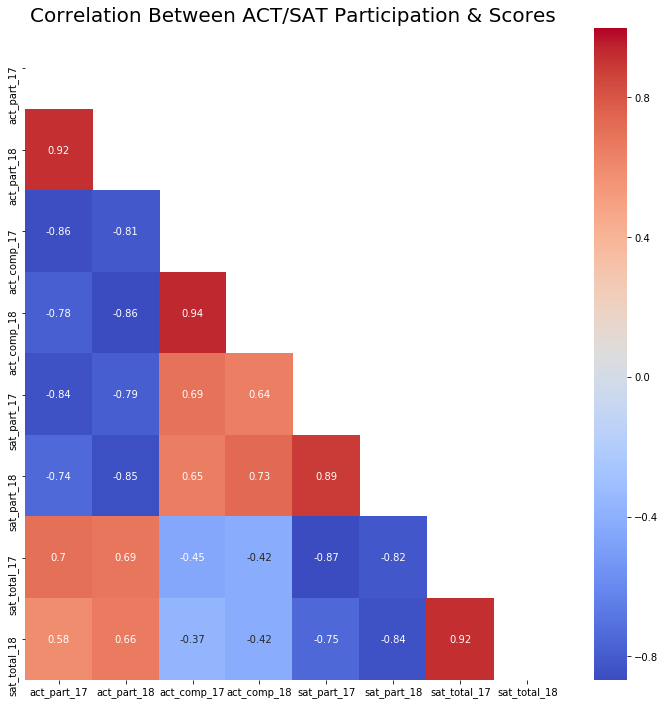 Correlation Between ACT/SAT Participation & Scores
act_part_17
act_part_18 0.92
act_comp_17 -0.86 -0.81
act_comp_18 -0.78 -0.86 0.94
sat_part_17 -0.84 -0.79 0.69 0.64
sat_part_18 -0.74 -0.85 0.65 0.73 0.89
sat_total_17 0.7 0.69 -0.45 -0.42 -0.87 -0.82
sat_total_18 0.58 0.66 -0.37 -0.42 -0.75 -0.84 0.92
act_part_17 act_part_18 act_comp_17 act_comp_18 sat_part_17 sat_part_18 sat_total_17 sat_total_18
0.8
0.4
0.0
−0.4
−0.8